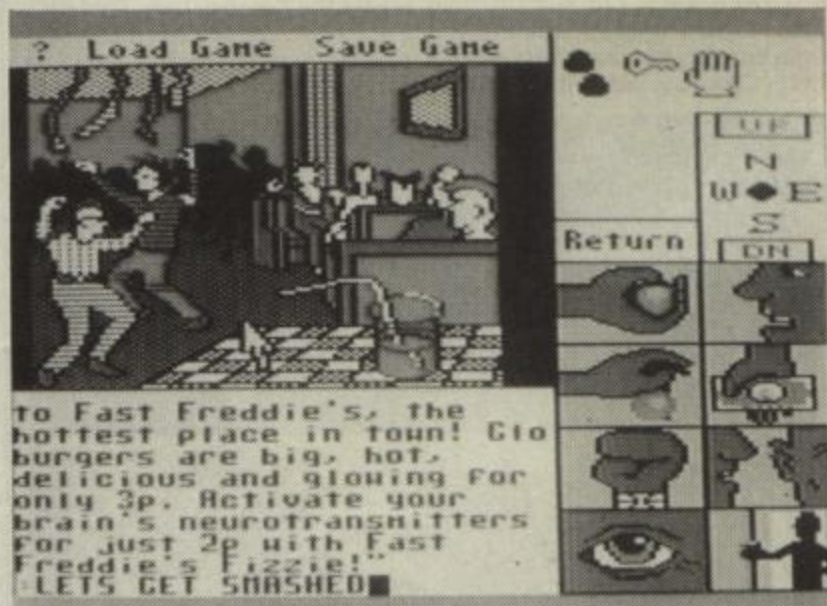 ? Load Game Save Game
UP
N
W E
S
Return
DN
to Fast Freddie's, the
hottest place in town! Glo
burgers are big, hot,
delicious and glowing for
only 3p. Activate your
brain's neurotransmitters
for just 2p with Fast
Freddie's Fizzie!"
LETS GET SMASHED